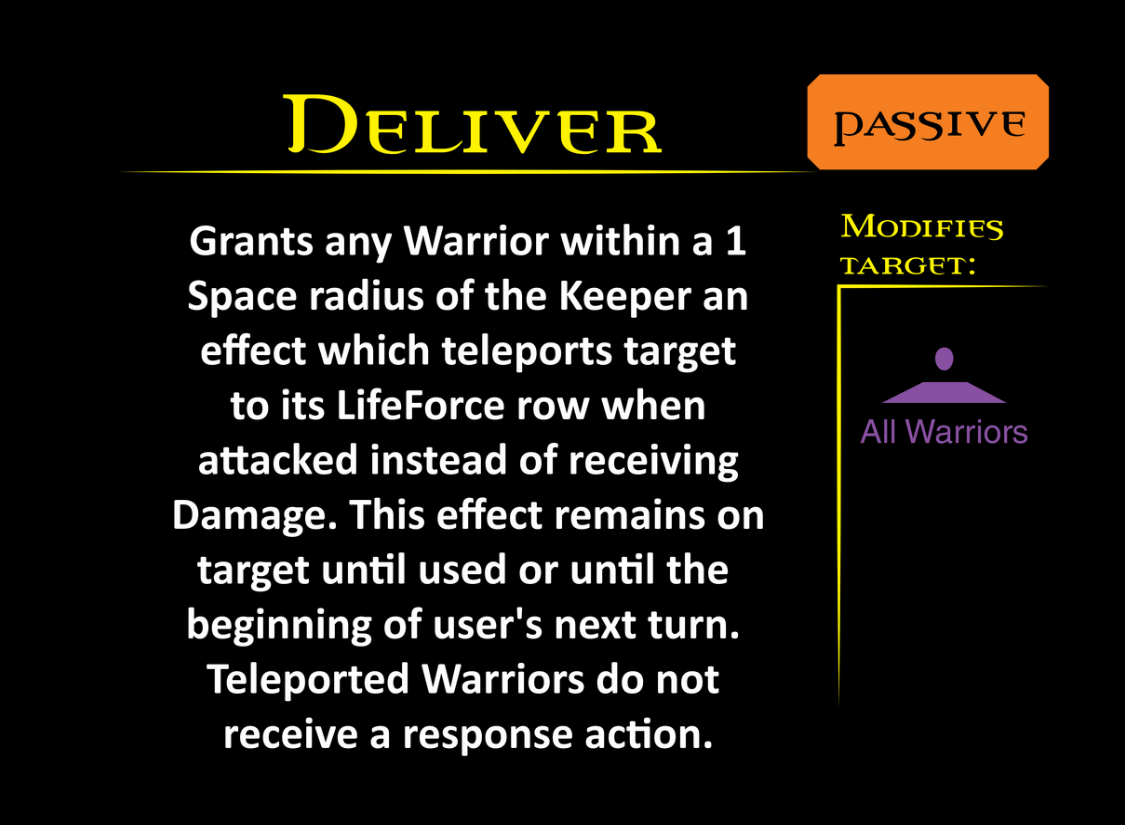 Deliver
Passive
Grants any Warrior within a 1
Space radius of the Keeper an
effect which teleports target
to its LifeForce row when
attacked instead of receiving
Damage. This effect remains on
target until used or until the
beginning of user's next turn.
Teleported Warriors do not
receive a response action.
Modifies
target:
All Warriors